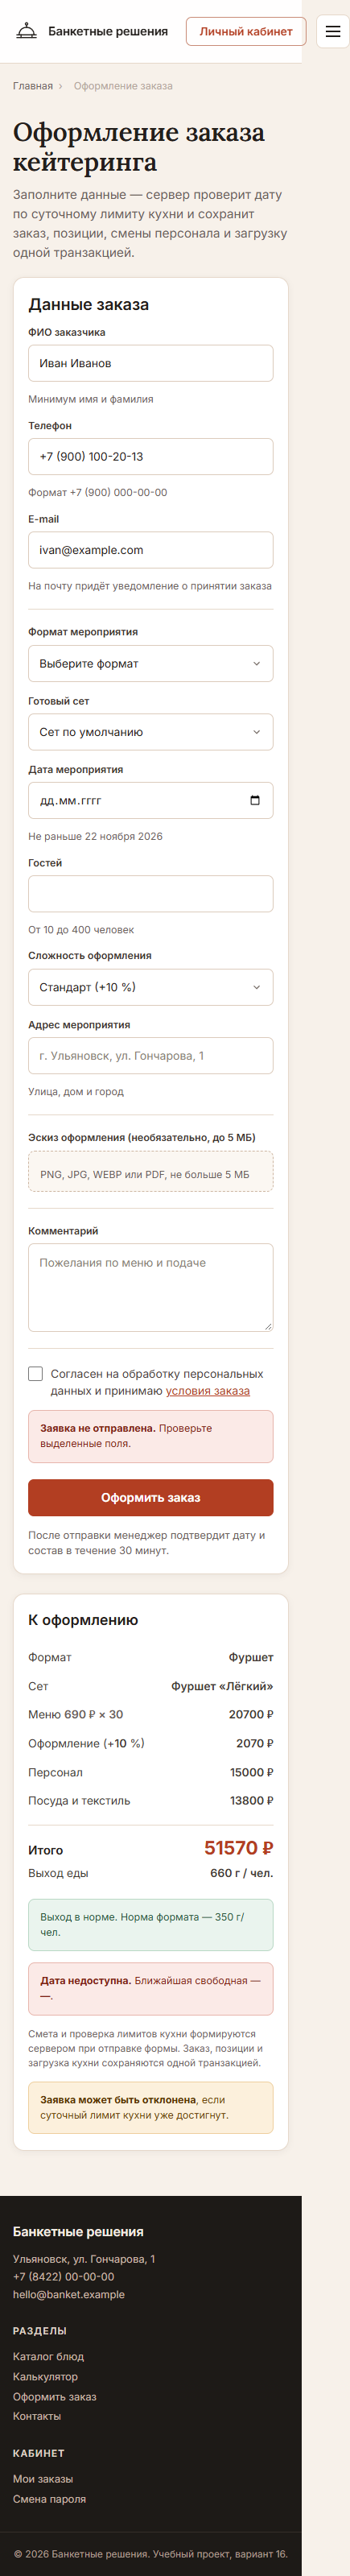 Банкетные решения
Личный кабинет
Главная › Оформление заказа
Оформление заказа
кейтеринга
Заполните данные — сервер проверит дату
по суточному лимиту кухни и сохранит
заказ, позиции, смены персонала и загрузку
одной транзакцией.
Данные заказа
ФИО заказчика
Иван Иванов
Минимум имя и фамилия
Телефон
+7 (900) 100-20-13
Формат +7 (900) 000-00-00
E-mail
ivan@example.com
На почту придёт уведомление о принятии заказа
Формат мероприятия
Выберите формат
Готовый сет
Сет по умолчанию
Дата мероприятия
дд.мм.гггг
Не раньше 22 ноября 2026
Гостей
От 10 до 400 человек
Сложность оформления
Стандарт (+10 %)
Адрес мероприятия
г. Ульяновск, ул. Гончарова, 1
Улица, дом и город
Эскиз оформления (необязательно, до 5 МБ)
PNG, JPG, WEBP или PDF, не больше 5 МБ
Комментарий
Пожелания по меню и подаче
Согласен на обработку персональных
данных и принимаю условия заказа
Заявка не отправлена. Проверьте
выделенные поля.
Оформить заказ
После отправки менеджер подтвердит дату и
состав в течение 30 минут.
К оформлению
Формат Фуршет
Сет Фуршет «Лёгкий»
Меню 690 ₽ × 30 20700 ₽
Оформление (+10 %) 2070 ₽
Персонал 15000 ₽
Посуда и текстиль 13800 ₽
Итого 51570 ₽
Выход еды 660 г / чел.
Выход в норме. Норма формата — 350 г/
чел.
Дата недоступна. Ближайшая свободная —
—.
Смета и проверка лимитов кухни формируются
сервером при отправке формы. Заказ, позиции и
загрузка кухни сохраняются одной транзакцией.
Заявка может быть отклонена, если
суточный лимит кухни уже достигнут.
Банкетные решения
Ульяновск, ул. Гончарова, 1
+7 (8422) 00-00-00
hello@banket.example
РАЗДЕЛЫ
Каталог блюд
Калькулятор
Оформить заказ
Контакты
КАБИНЕТ
Мои заказы
Смена пароля
© 2026 Банкетные решения. Учебный проект, вариант 16.